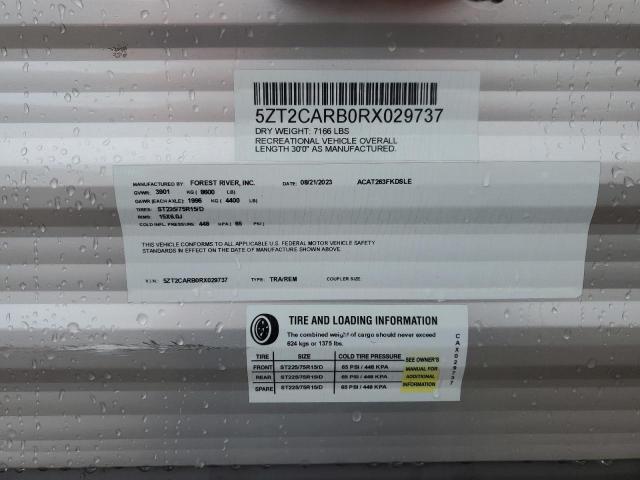 5ZT2CARB0RX029737
DRY WEIGHT: 7166 LBS
RECREATIONAL VEHICLE OVERALL
LENGTH 30'0" AS MANUFACTURED.
MANUFACTURED BY: FOREST RIVER, INC. DATE: 08/21/2023 ACAT263FKDSLE
GVWR: 3901 KG ( 8600 LB)
GAWR (EACH AXLE): 1996 KG ( 4400 LB)
TIRES: ST225/75R15/D
RIMS: 15X6.0J
COLD INFL. PRESSURE: 448 KPA ( 65 PSI)
THIS VEHICLE CONFORMS TO ALL APPLICABLE U.S. FEDERAL MOTOR VEHICLE SAFETY
STANDARDS IN EFFECT ON THE DATE OF MANUFACTURE SHOWN ABOVE.
V.I.N.: 5ZT2CARB0RX029737 TYPE: TRA/REM COUPLER SIZE:
TIRE AND LOADING INFORMATION
The combined weight of cargo should never exceed
624 kgs or 1375 lbs.
TIRE SIZE COLD TIRE PRESSURE SEE OWNER'S
FRONT ST225/75R15/D 65 PSI / 448 KPA MANUAL FOR
REAR ST225/75R15/D 65 PSI / 448 KPA ADDITIONAL
SPARE ST225/75R15/D 65 PSI / 448 KPA INFORMATION
CAX029737